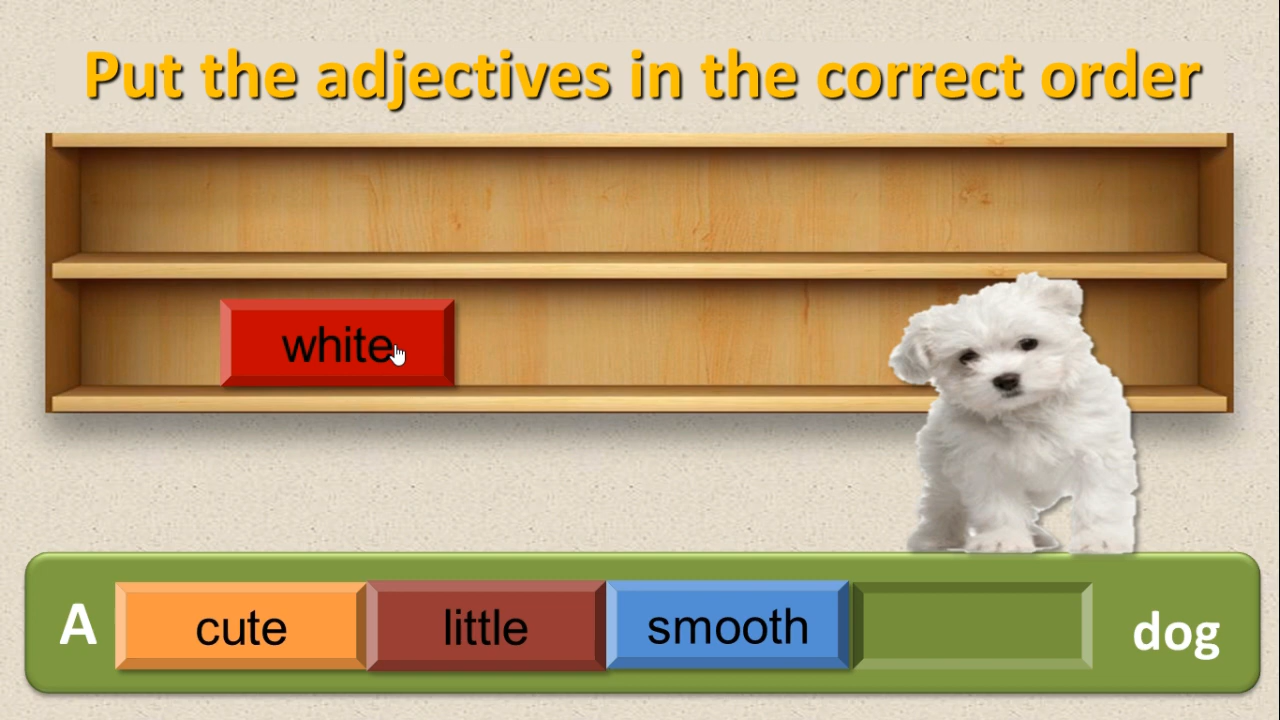 Put the adjectives in the correct order
white
A cute little smooth dog